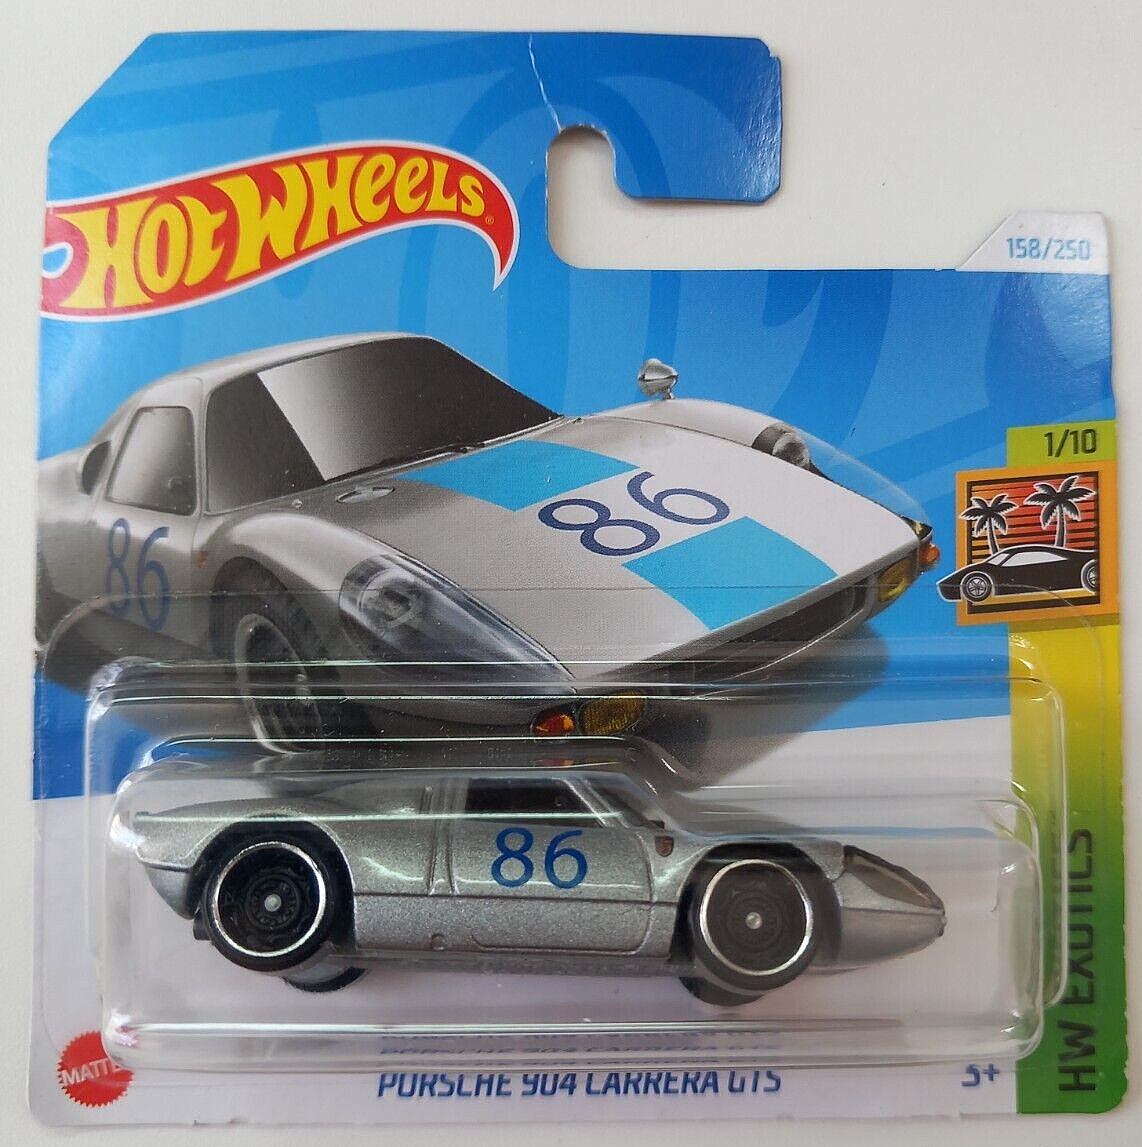 HOT WHEELS
®
158/250
1/10
86
86
86
HW EXOTICS
MATTEL
PORSCHE 904 CARRERA GTS
3+